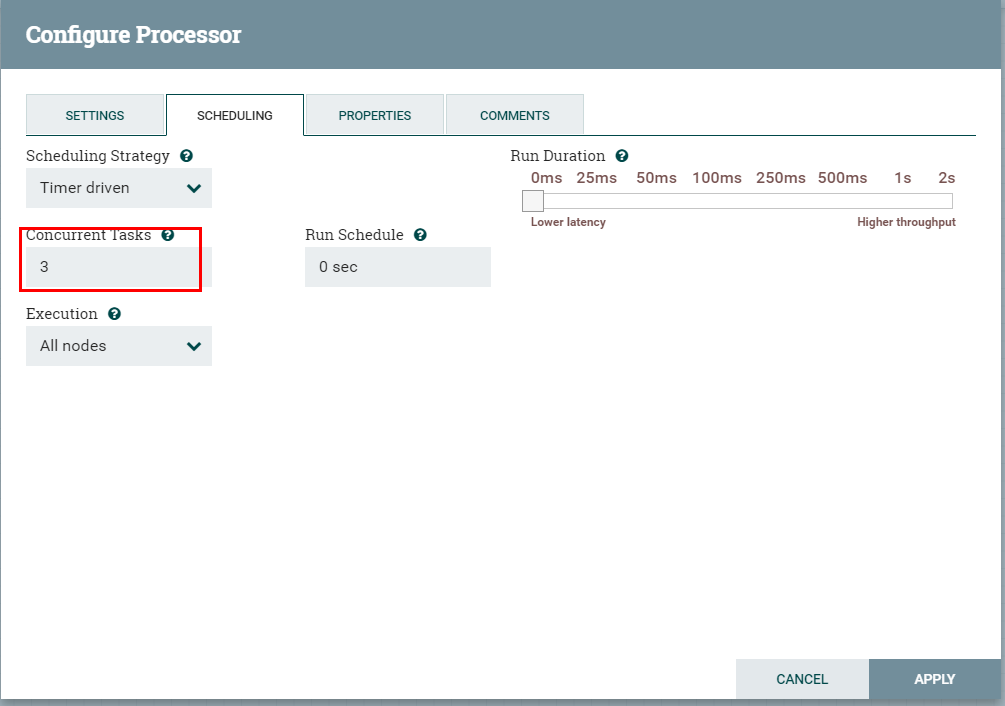 Configure Processor
SETTINGS SCHEDULING PROPERTIES COMMENTS
Scheduling Strategy ?
Timer driven
Run Duration ?
0ms 25ms 50ms 100ms 250ms 500ms 1s 2s
Lower latency Higher throughput
Concurrent Tasks ?
3
Run Schedule ?
0 sec
Execution ?
All nodes
CANCEL APPLY